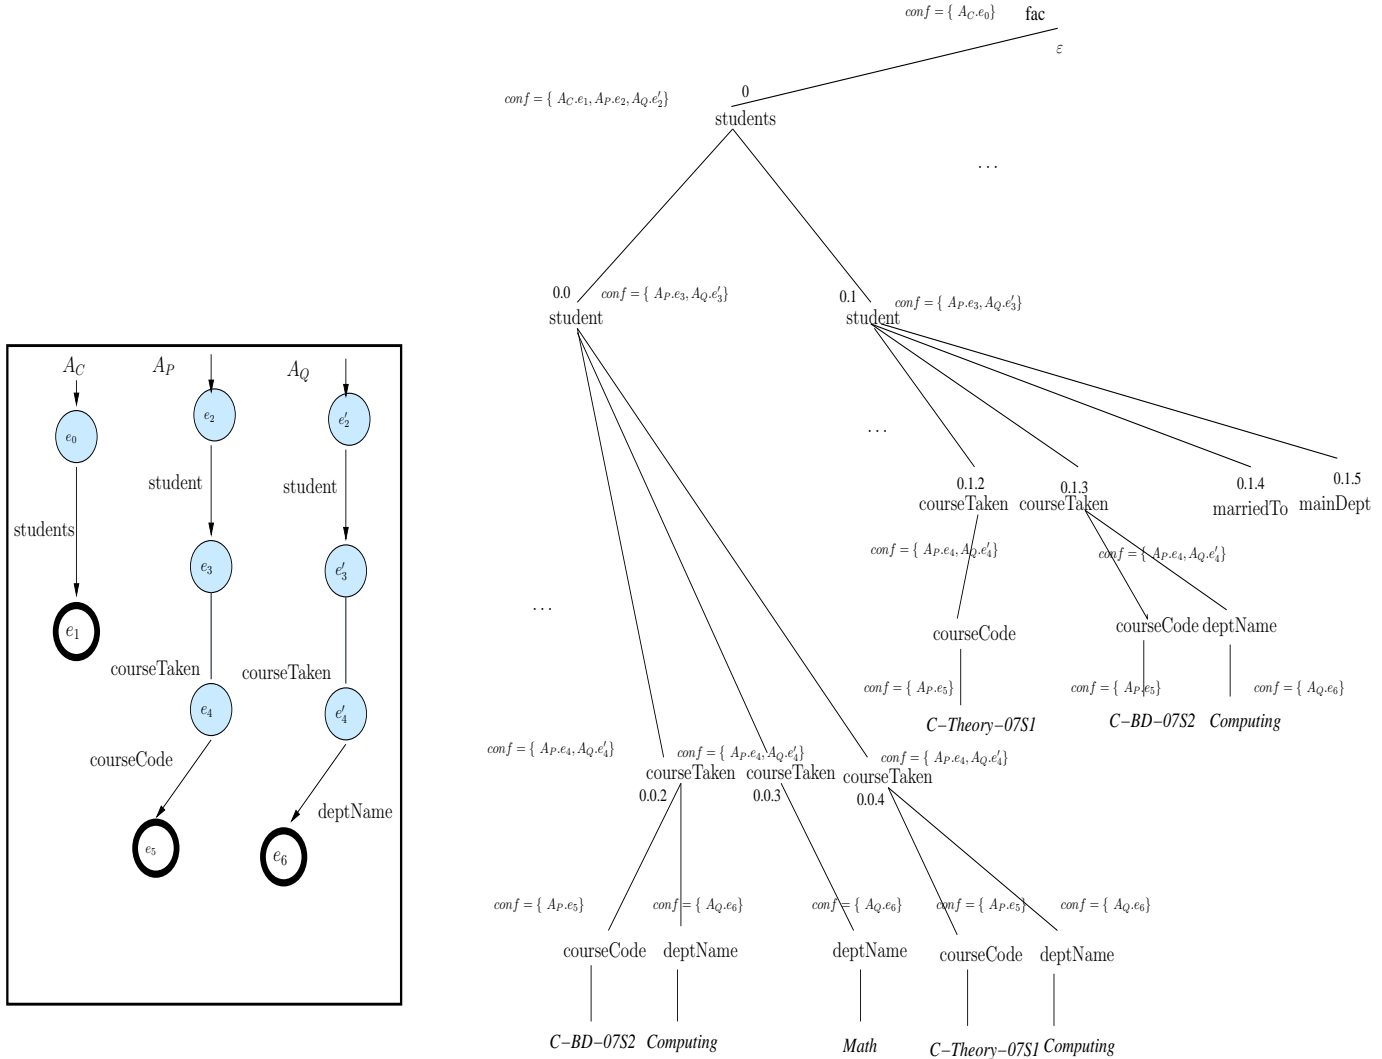 conf = { A_C.e_0} fac
ε
conf = { A_C.e_1, A_P.e_2, A_Q.e'_2} 0
students
. . .
0.0 conf = { A_P.e_3, A_Q.e'_3}
student
0.1 conf = { A_P.e_3, A_Q.e'_3}
student
A_C A_P A_Q
e_0 e_2 e'_2
student student
students
e_3 e'_3
e_1
courseTaken courseTaken
e_4 e'_4
courseCode
deptName
e_5 e_6
. . .
0.1.2 0.1.3 0.1.4 0.1.5
courseTaken courseTaken marriedTo mainDept
conf = { A_P.e_4, A_Q.e'_4} conf = { A_P.e_4, A_Q.e'_4}
. . .
courseCode courseCode deptName
conf = { A_P.e_5} conf = { A_P.e_5} conf = { A_Q.e_6}
C−Theory−07S1 C−BD−07S2 Computing
conf = { A_P.e_4, A_Q.e'_4} conf = { A_P.e_4, A_Q.e'_4} conf = { A_P.e_4, A_Q.e'_4}
courseTaken courseTaken courseTaken
0.0.2 0.0.3 0.0.4
conf = { A_P.e_5} conf = { A_Q.e_6} conf = { A_Q.e_6} conf = { A_P.e_5} conf = { A_Q.e_6}
courseCode deptName deptName courseCode deptName
C−BD−07S2 Computing Math C−Theory−07S1 Computing